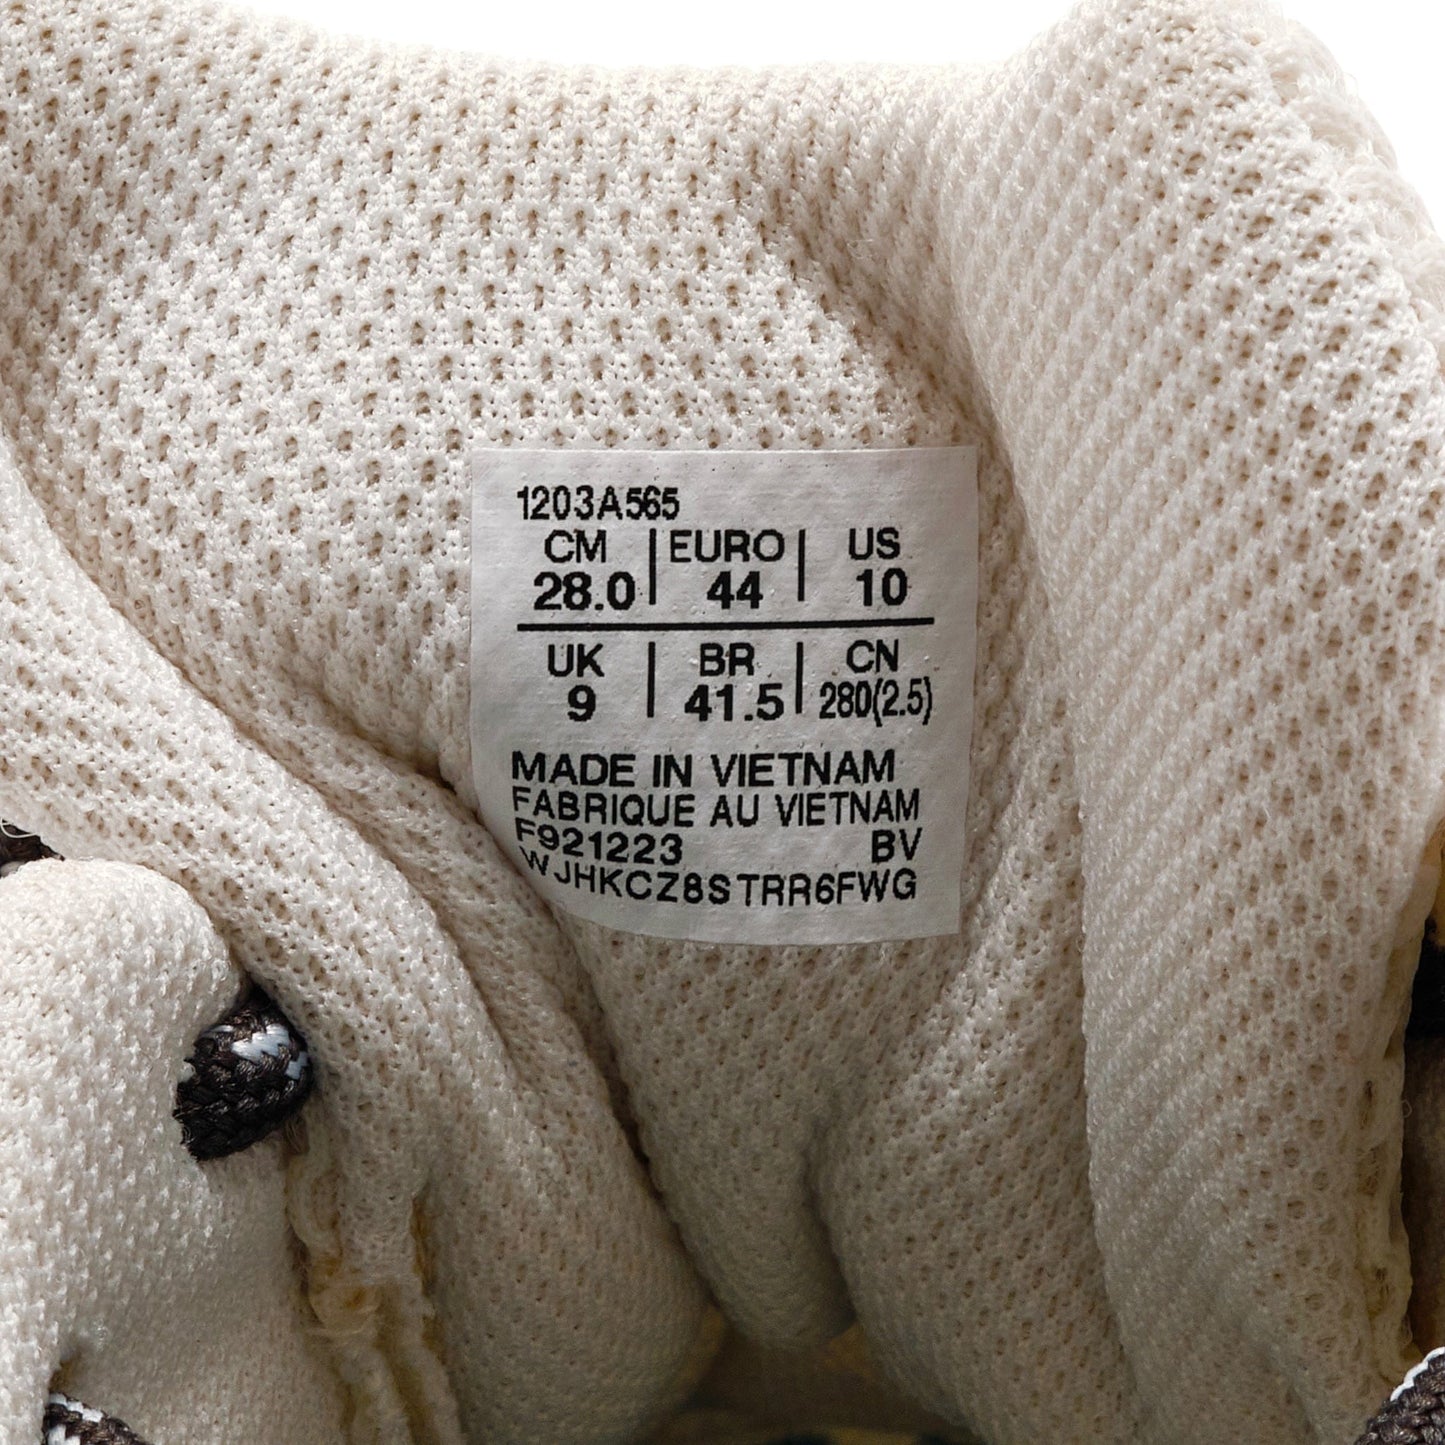 1203A565
CM | EURO | US
28.0 | 44 | 10
UK | BR | CN
9 | 41.5 | 280(2.5)
MADE IN VIETNAM
FABRIQUE AU VIETNAM
F921223 BV
WJHKCZ8STRR6FWG